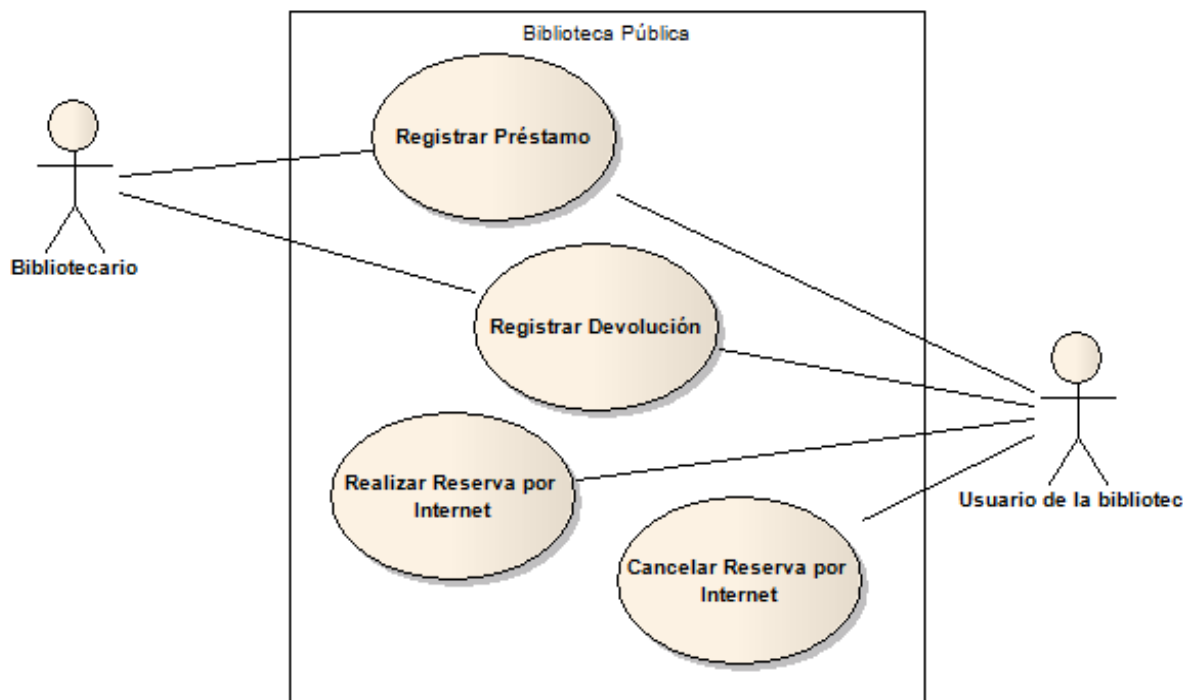 Biblioteca Pública
Registrar Préstamo
Bibliotecario
Registrar Devolución
Realizar Reserva por
Internet
Usuario de la bibliotec
Cancelar Reserva por
Internet